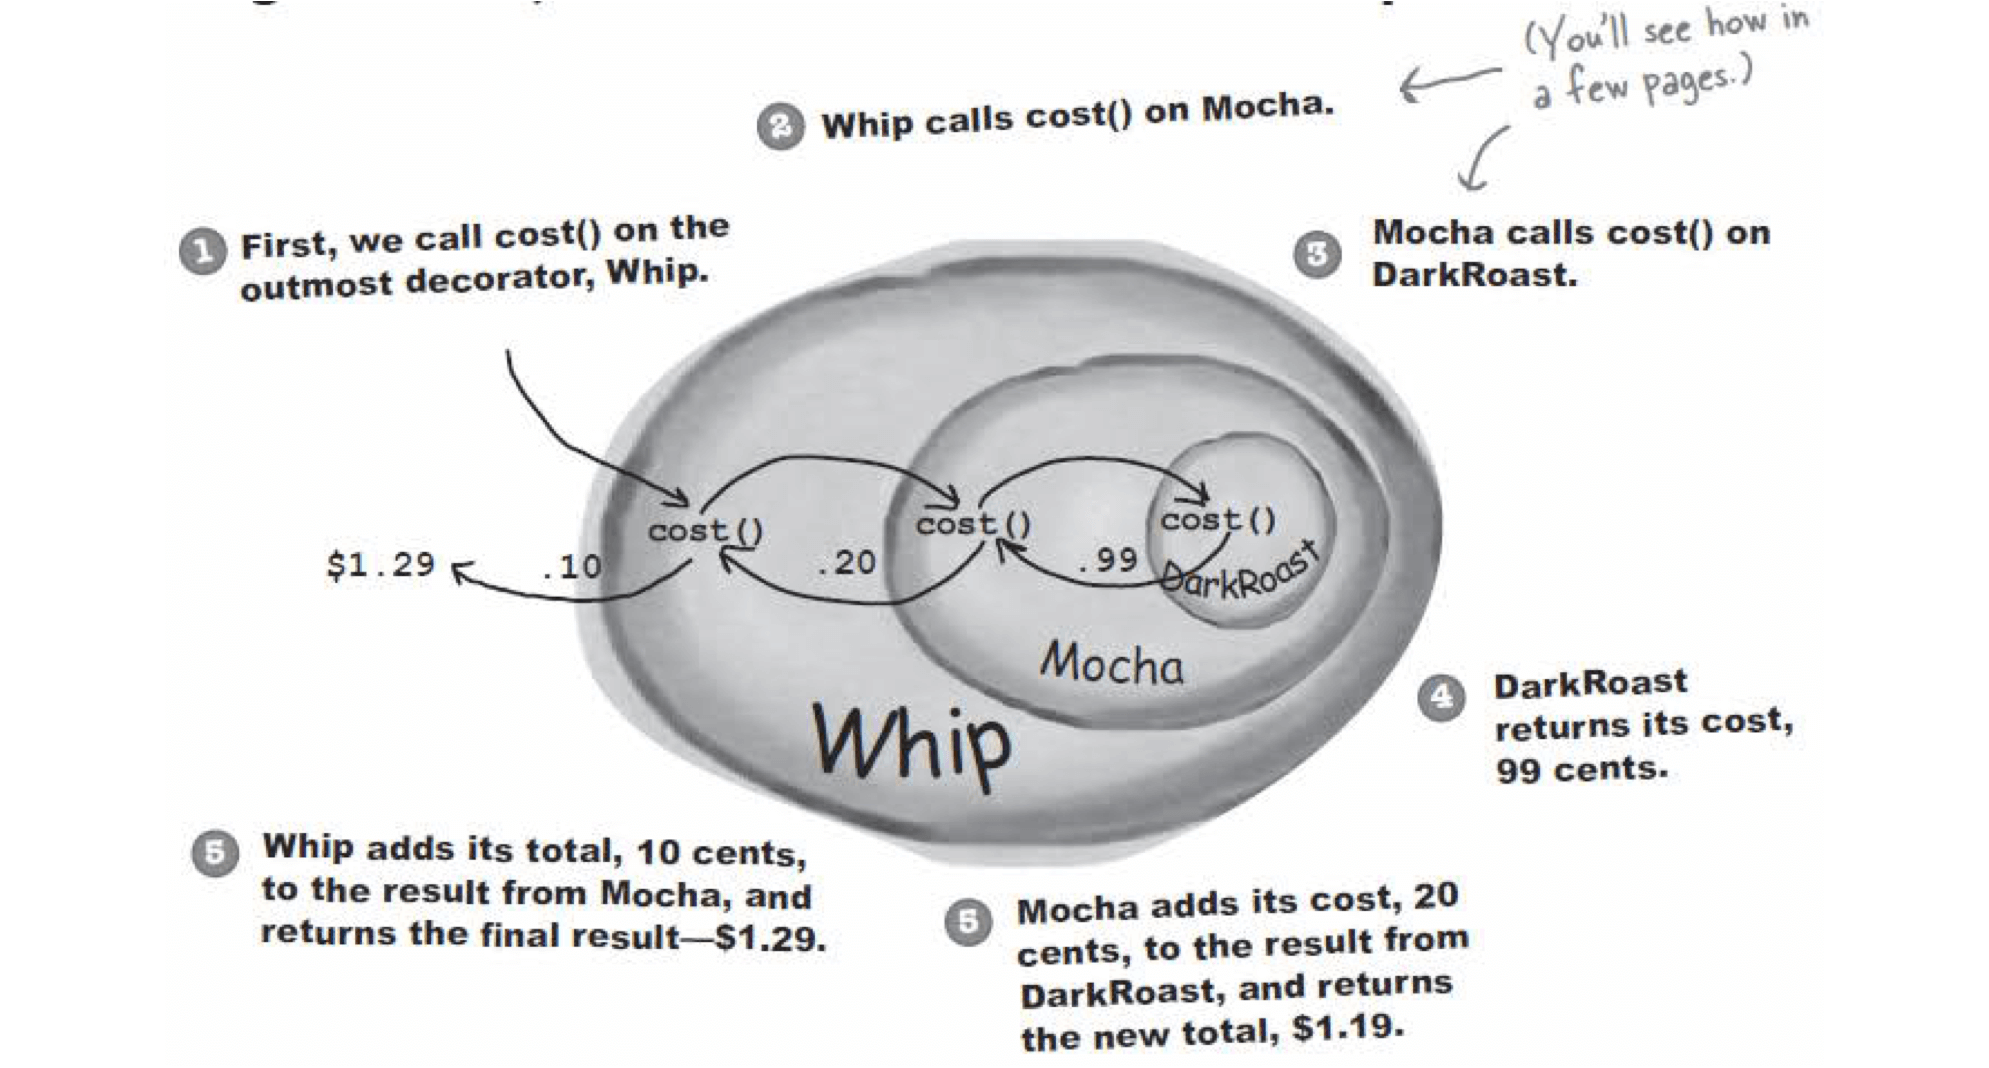 (You'll see how in
a few pages.)
2 Whip calls cost() on Mocha.
1 First, we call cost() on the
outmost decorator, Whip.
3 Mocha calls cost() on
DarkRoast.
cost()
cost()
cost()
$1.29
.10
.20
.99
DarkRoast
Mocha
Whip
4 DarkRoast
returns its cost,
99 cents.
5 Whip adds its total, 10 cents,
to the result from Mocha, and
returns the final result—$1.29.
5 Mocha adds its cost, 20
cents, to the result from
DarkRoast, and returns
the new total, $1.19.